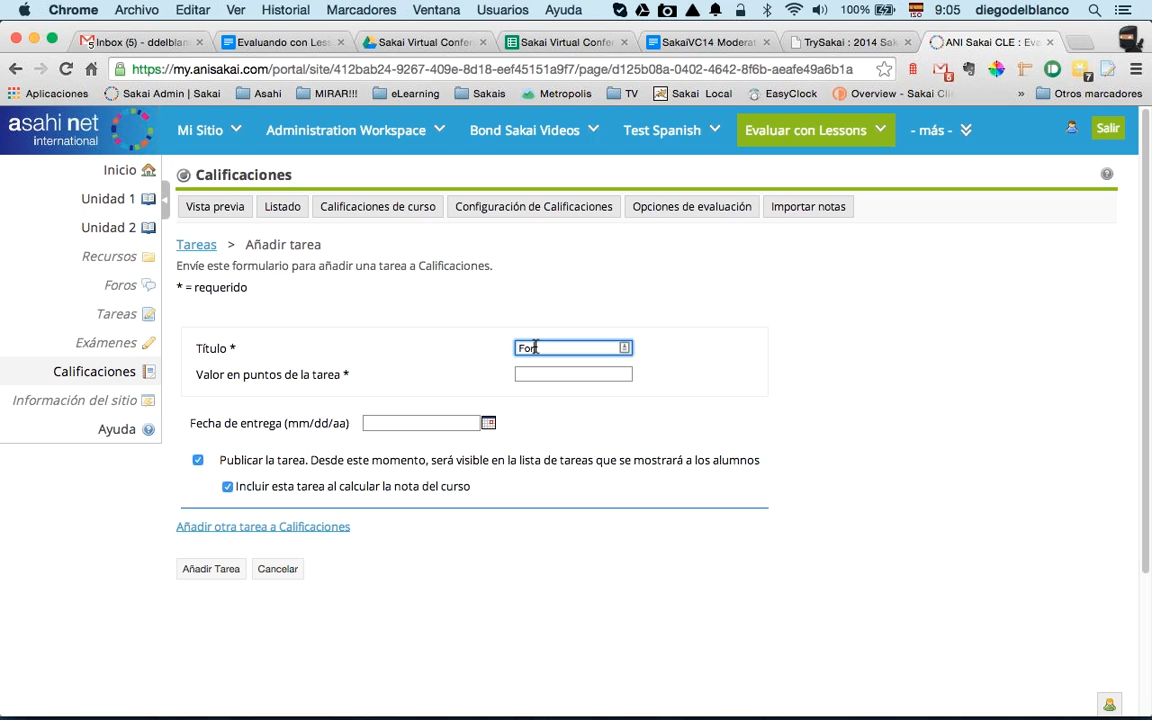 Chrome Archivo Editar Ver Historial Marcadores Ventana Usuarios Ayuda 100% 9:05 diegodelblanco
Inbox (5) - ddelblan Evaluando con Les Sakai Virtual Confer Sakai Virtual Confe SakaiVC14 Moderat TrySakai : 2014 Sak ANI Sakai CLE : Eva
https://my.anisakai.com/portal/site/412bab24-9267-409e-8d18-eef45151a9f7/page/d125b08a-0402-4642-8f6b-aeafe49a6b1a
Aplicaciones Sakai Admin | Sakai Asahi MIRAR!!! eLearning Sakais Metropolis TV Sakai Local EasyClock Overview - Sakai Cli » Otros marcadores
asahi net international
Mi Sitio Administration Workspace Bond Sakai Videos Test Spanish Evaluar con Lessons - más - Salir
Inicio
Unidad 1
Unidad 2
Recursos
Foros
Tareas
Exámenes
Calificaciones
Información del sitio
Ayuda
Calificaciones
Vista previa Listado Calificaciones de curso Configuración de Calificaciones Opciones de evaluación Importar notas
Tareas > Añadir tarea
Envíe este formulario para añadir una tarea a Calificaciones.
* = requerido
Título *
Valor en puntos de la tarea *
Fecha de entrega (mm/dd/aa)
Publicar la tarea. Desde este momento, será visible en la lista de tareas que se mostrará a los alumnos
Incluir esta tarea al calcular la nota del curso
Añadir otra tarea a Calificaciones
Añadir Tarea Cancelar